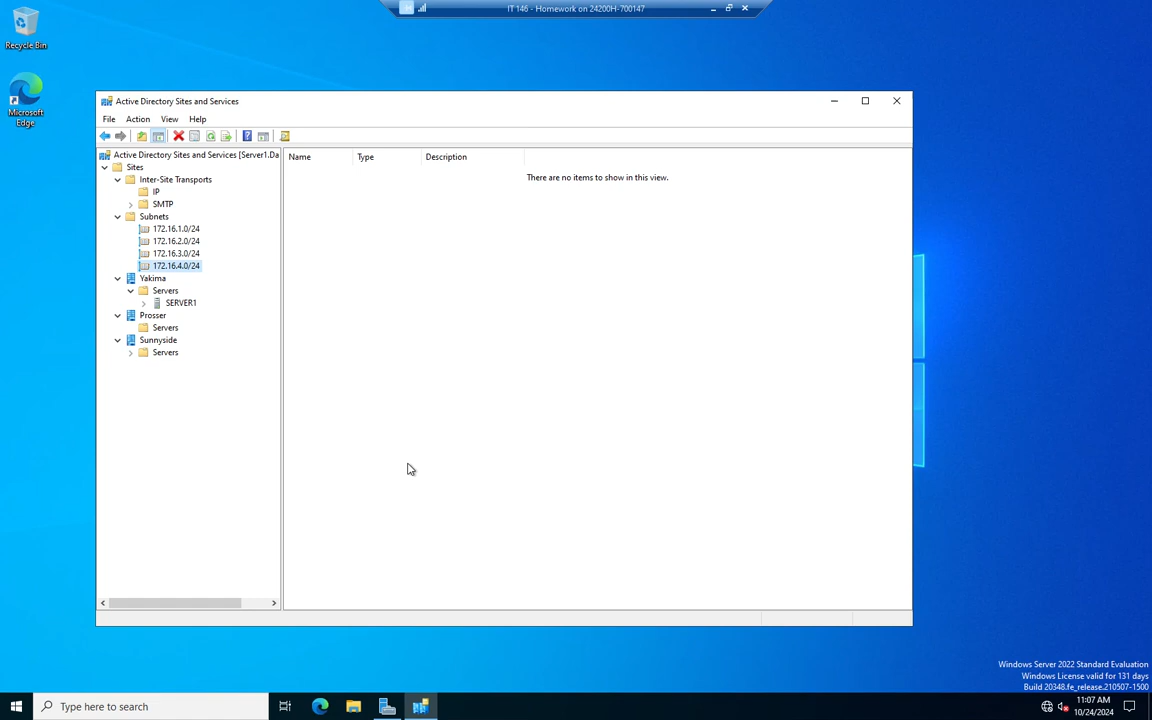 IT 146 - Homework on 24200H-700147
Recycle Bin
Microsoft
Edge
Active Directory Sites and Services
File Action View Help
Active Directory Sites and Services [Server1.Da
Name Type Description
Sites
There are no items to show in this view.
Inter-Site Transports
IP
SMTP
Subnets
172.16.1.0/24
172.16.2.0/24
172.16.3.0/24
172.16.4.0/24
Yakima
Servers
SERVER1
Prosser
Servers
Sunnyside
Servers
Windows Server 2022 Standard Evaluation
Windows License valid for 131 days
Build 20348.fe_release.210507-1500
Type here to search
11:07 AM
10/24/2024